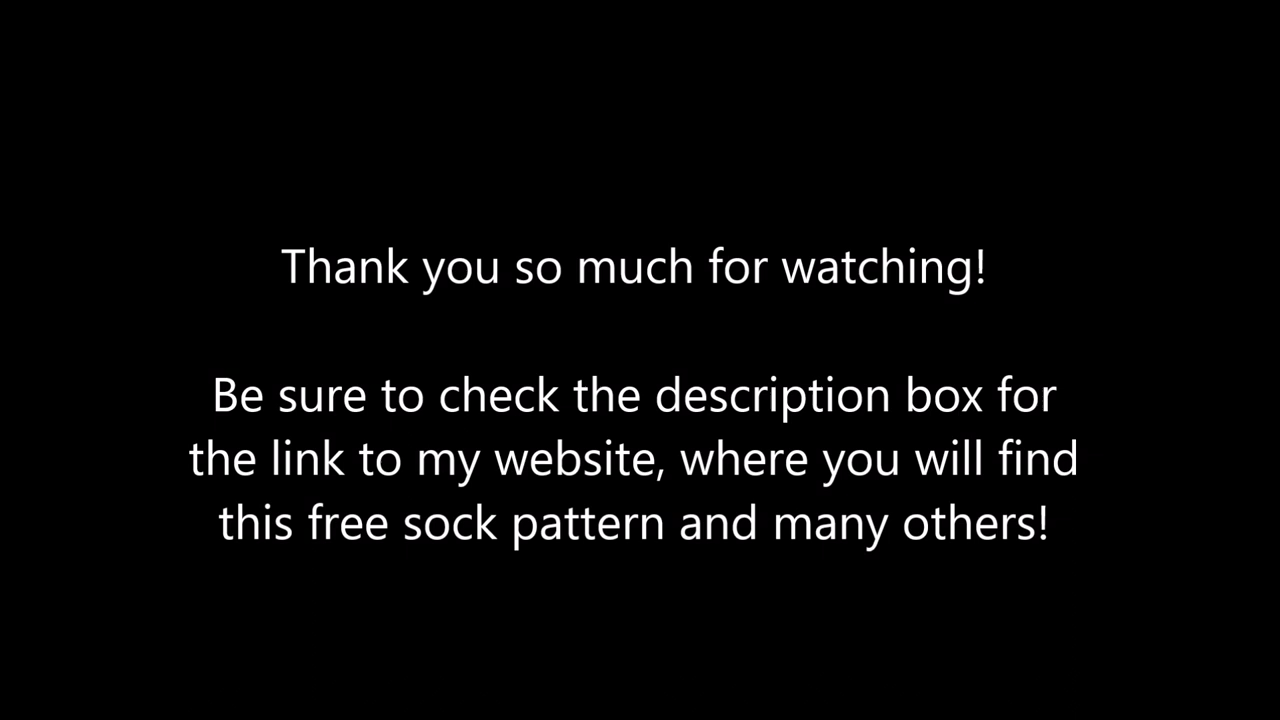 Thank you so much for watching!
Be sure to check the description box for
the link to my website, where you will find
this free sock pattern and many others!